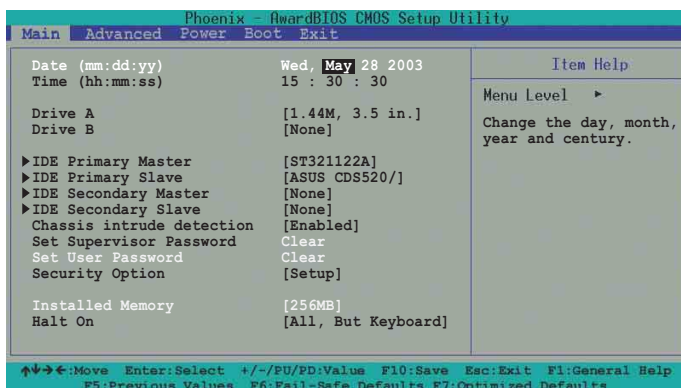 Phoenix - AwardBIOS CMOS Setup Utility
Main Advanced Power Boot Exit
Date (mm:dd:yy) Wed, May 28 2003
Time (hh:mm:ss) 15 : 30 : 30
Drive A [1.44M, 3.5 in.]
Drive B [None]
▶IDE Primary Master [ST321122A]
▶IDE Primary Slave [ASUS CDS520/]
▶IDE Secondary Master [None]
▶IDE Secondary Slave [None]
Chassis intrude detection [Enabled]
Set Supervisor Password Clear
Set User Password Clear
Security Option [Setup]
Installed Memory [256MB]
Halt On [All, But Keyboard]
Item Help
Menu Level ▶
Change the day, month,
year and century.
↑↓→←:Move Enter:Select +/-/PU/PD:Value F10:Save Esc:Exit F1:General Help
F5:Previous Values F6:Fail-Safe Defaults F7:Optimized Defaults